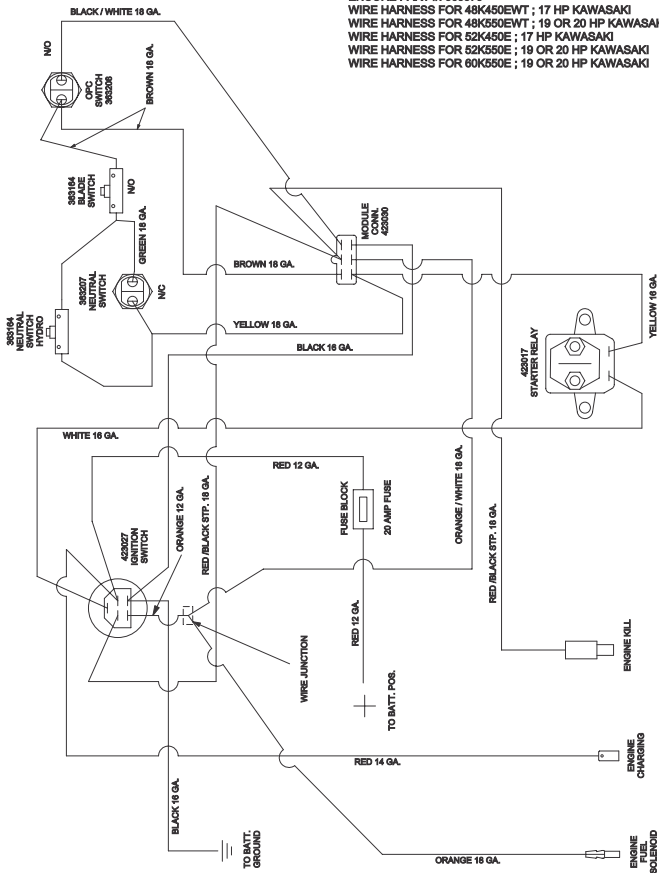 WIRE HARNESS FOR 48K450EWT ; 17 HP KAWASAKI
WIRE HARNESS FOR 48K550EWT ; 19 OR 20 HP KAWASAK
WIRE HARNESS FOR 52K450E ; 17 HP KAWASAKI
WIRE HARNESS FOR 52K550E ; 19 OR 20 HP KAWASAKI
WIRE HARNESS FOR 60K550E ; 19 OR 20 HP KAWASAKI
BLACK / WHITE 18 GA.
N/O
OPC
SWITCH
363206
BROWN 18 GA.
363164
BLADE
SWITCH
N/O
GREEN 18 GA.
363207
NEUTRAL
SWITCH
N/C
363164
NEUTRAL
SWITCH
HYDRO
MODULE
CONN.
423030
BROWN 18 GA.
YELLOW 18 GA.
BLACK 16 GA.
YELLOW 16 GA.
423017
STARTER RELAY
WHITE 16 GA.
RED 12 GA.
423027
IGNITION
SWITCH
ORANGE 12 GA.
RED /BLACK STP. 18 GA.
FUSE BLOCK
20 AMP FUSE
ORANGE / WHITE 18 GA.
RED /BLACK STP. 18 GA.
RED 12 GA.
WIRE JUNCTION
TO BATT. POS.
ENGINE KILL
RED 14 GA.
ENGINE
CHARGING
BLACK 16 GA.
TO BATT.
GROUND
ORANGE 18 GA.
ENGINE
FUEL
SOLENOID